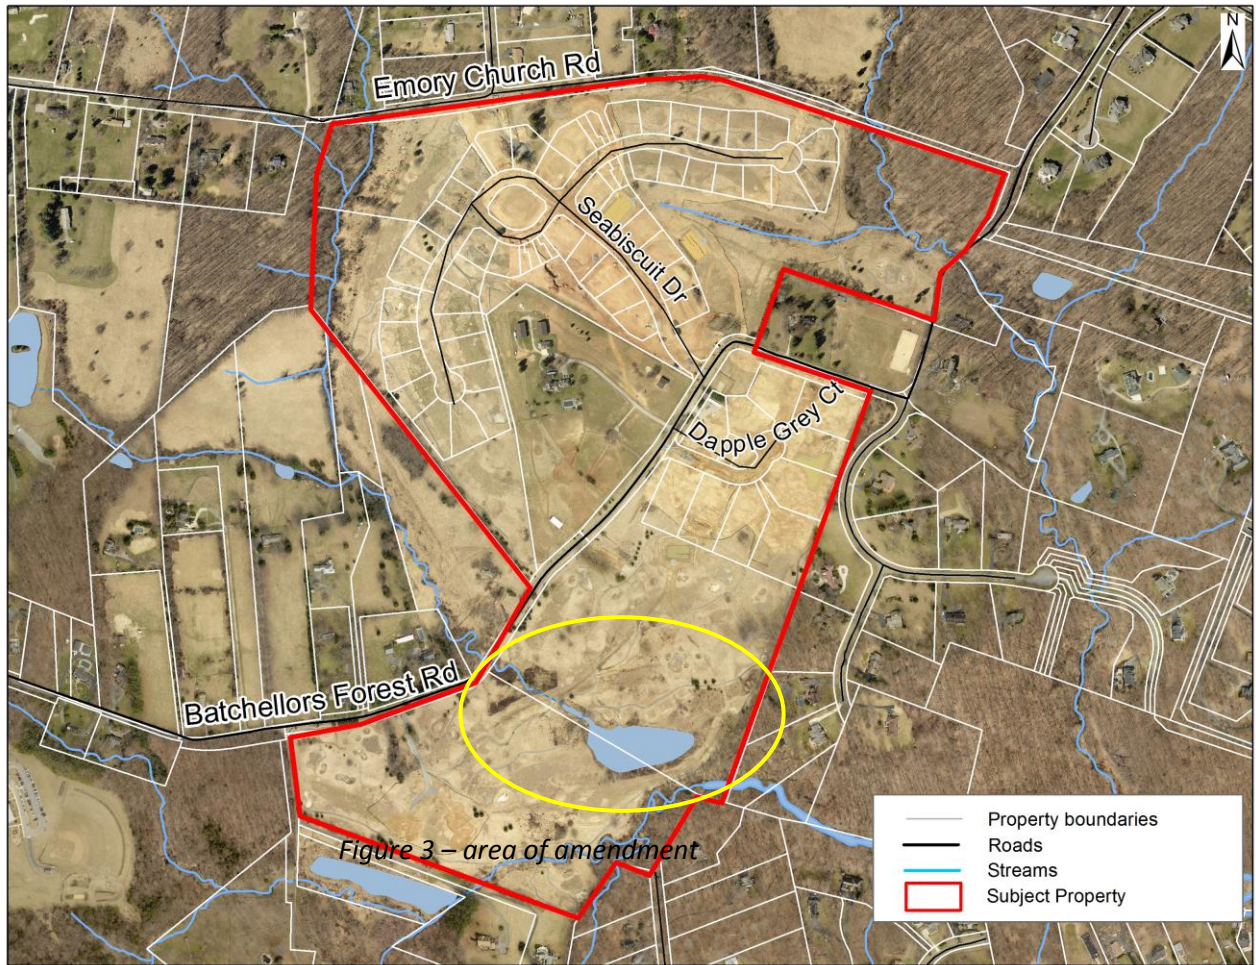 N
Emory Church Rd
Seabiscuit Dr
Dapple Grey Ct
Batchellors Forest Rd
Figure 3 – area of amendment
Property boundaries
Roads
Streams
Subject Property